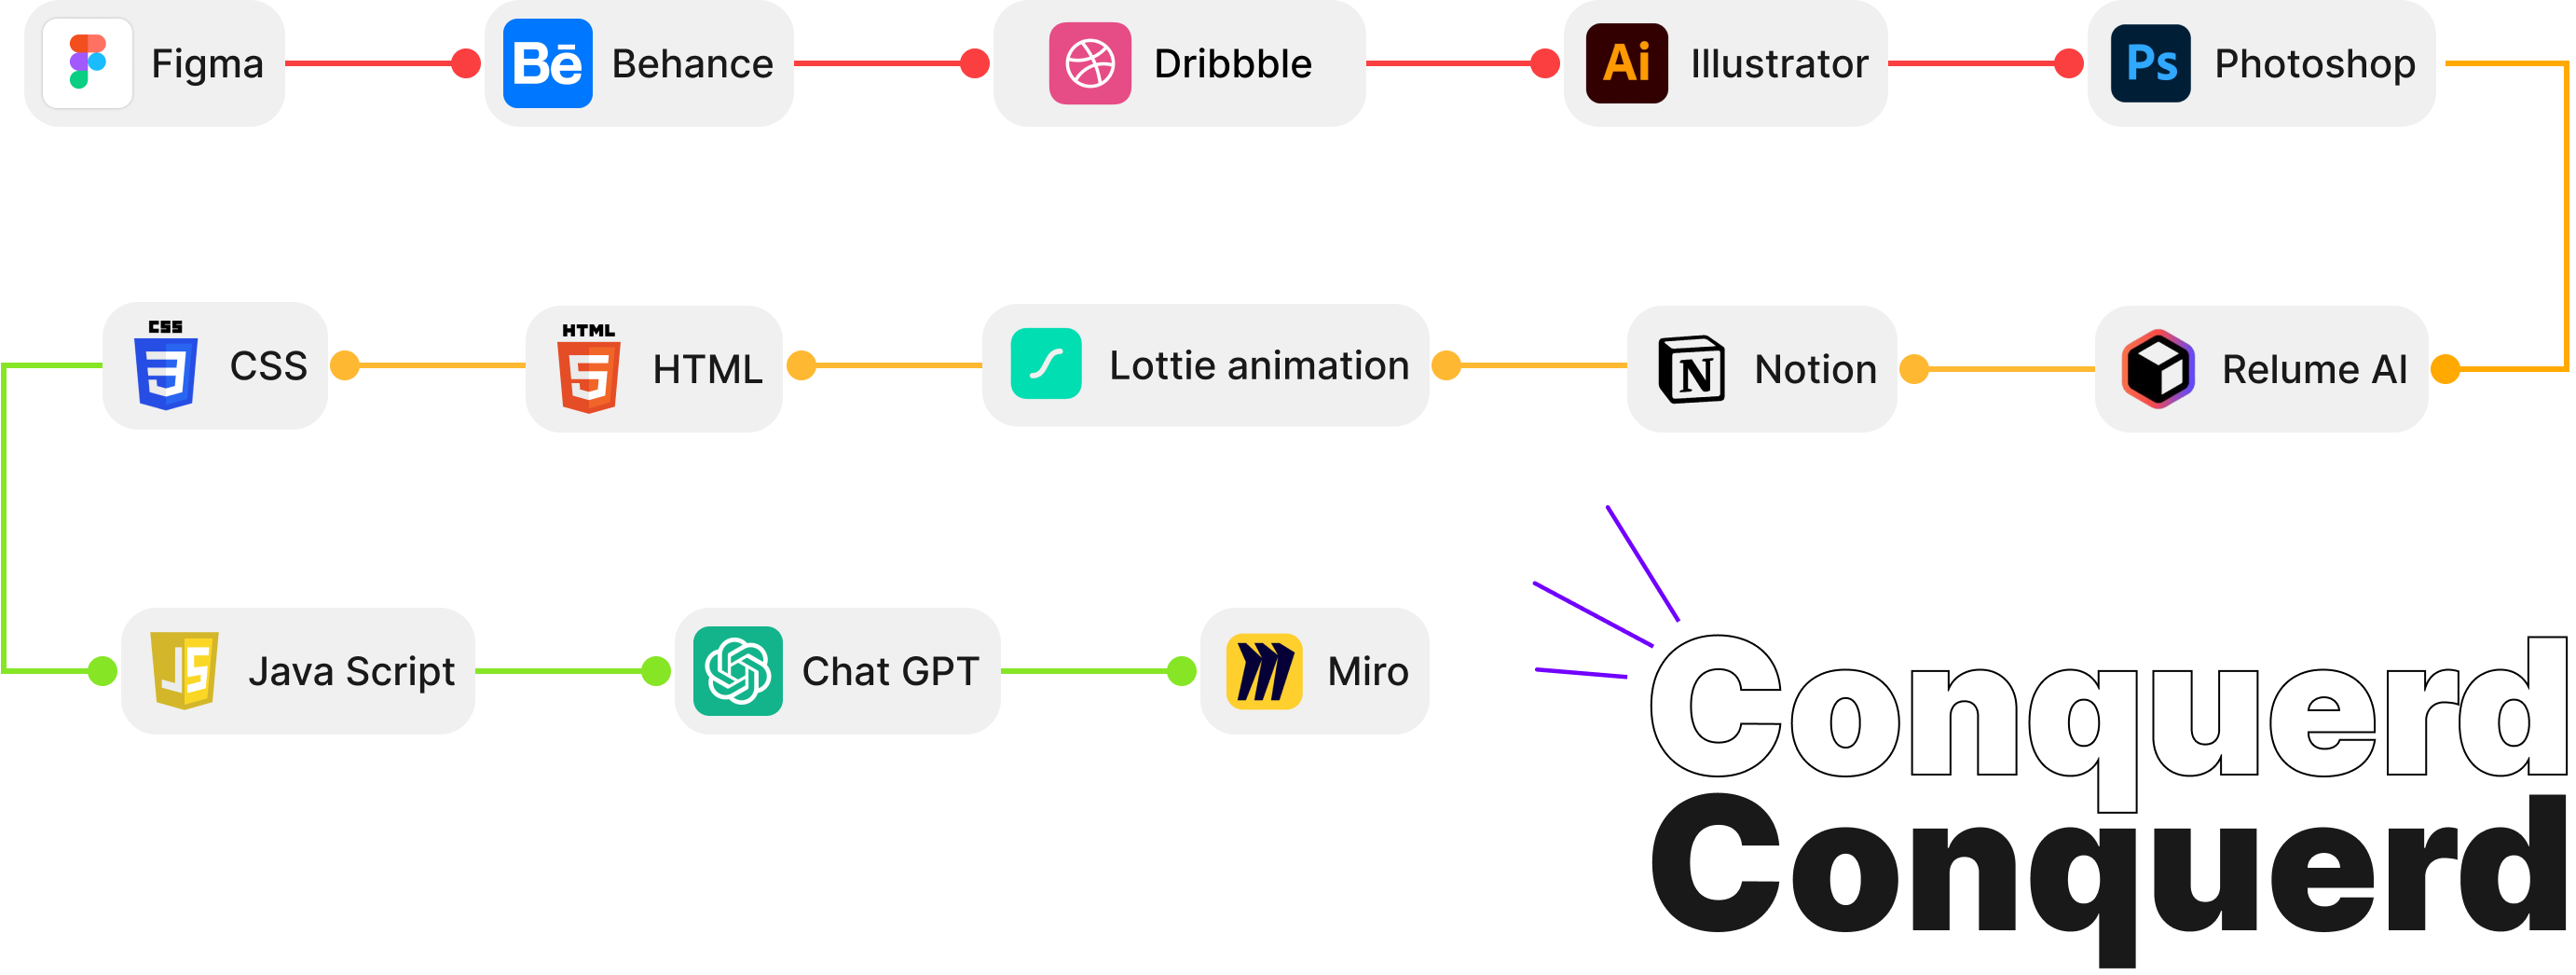 Figma
Bē Behance
Dribbble
Ai Illustrator
Ps Photoshop
CSS CSS
HTML 5 HTML
Lottie animation
N Notion
Relume AI
JS Java Script
Chat GPT
Miro
Conquerd
Conquerd